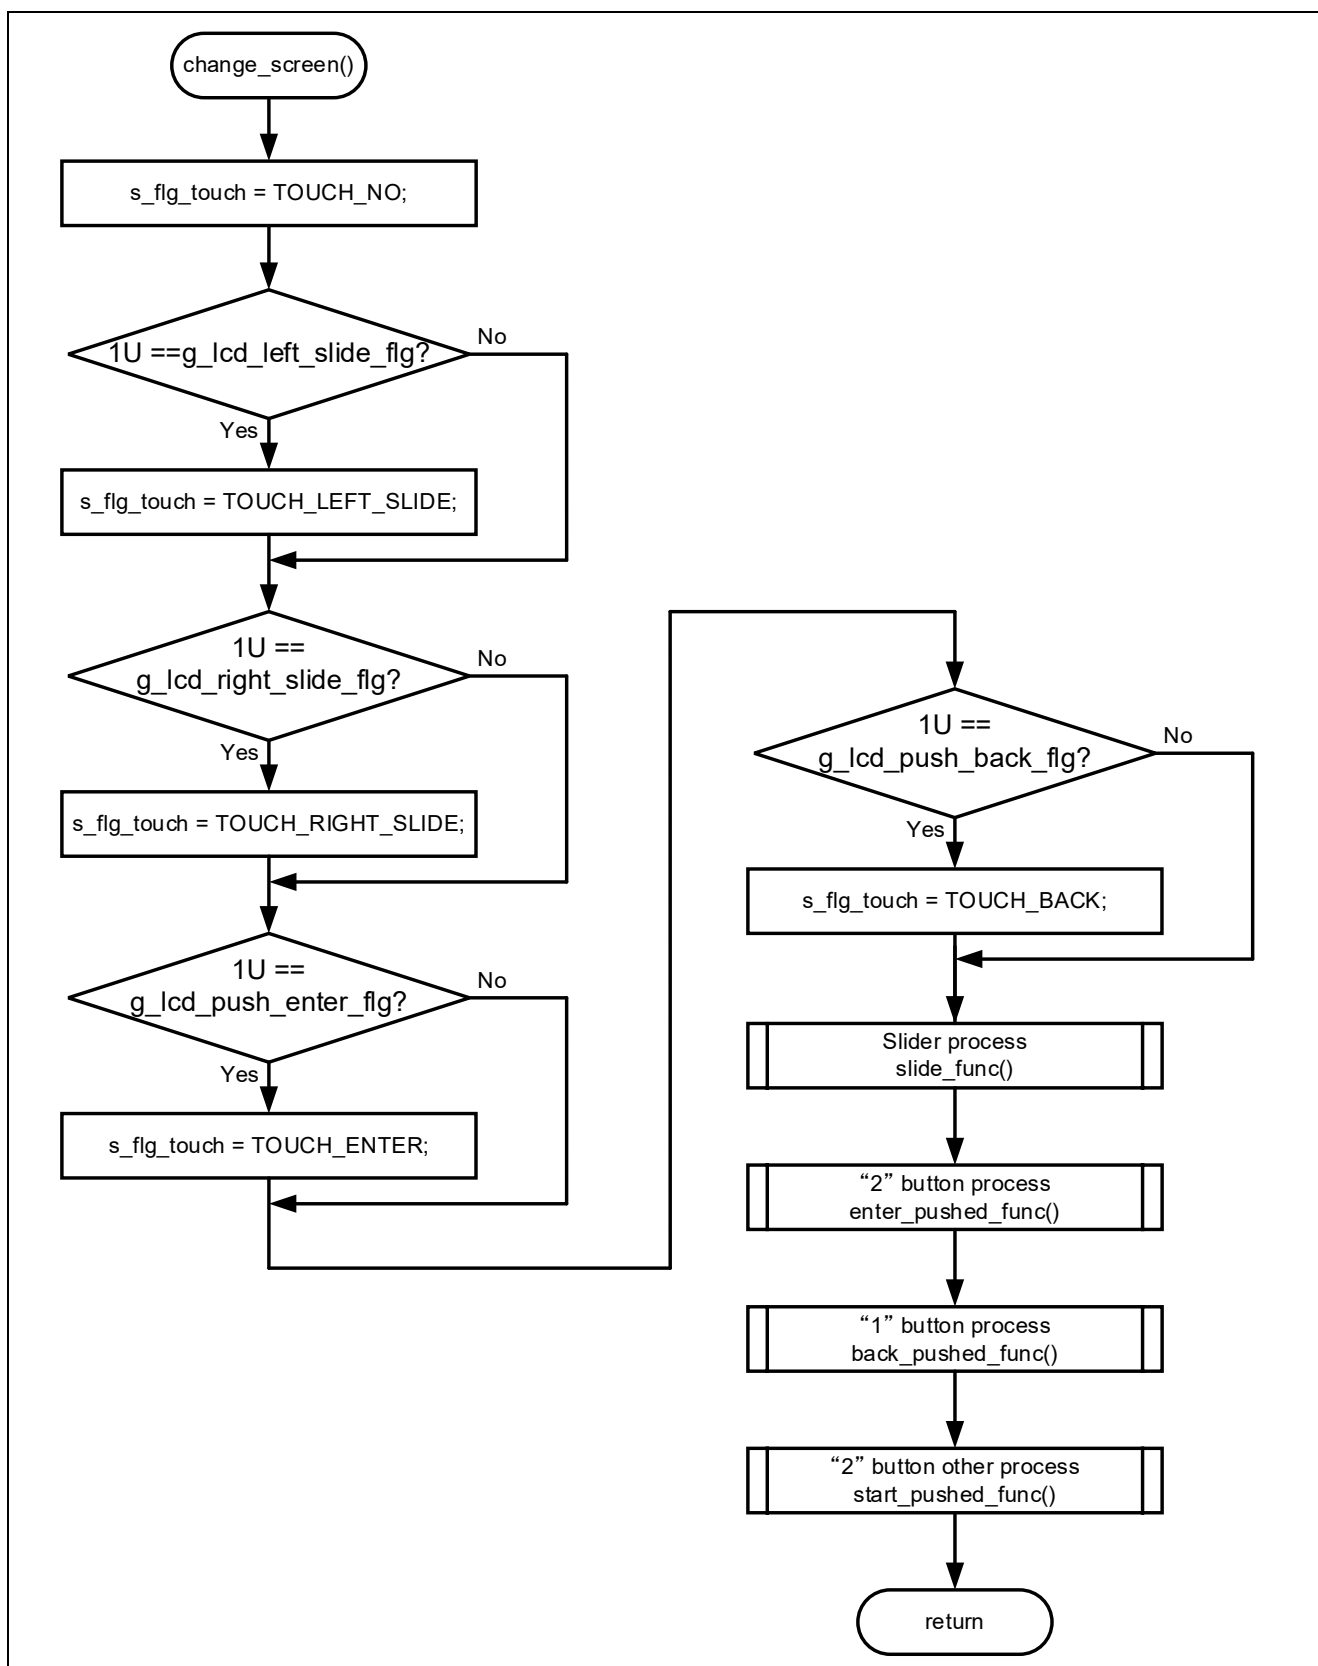 change_screen()
s_flg_touch = TOUCH_NO;
1U ==g_lcd_left_slide_flg?
No
Yes
s_flg_touch = TOUCH_LEFT_SLIDE;
1U ==
g_lcd_right_slide_flg?
No
Yes
s_flg_touch = TOUCH_RIGHT_SLIDE;
1U ==
g_lcd_push_enter_flg?
No
Yes
s_flg_touch = TOUCH_ENTER;
1U ==
g_lcd_push_back_flg?
No
Yes
s_flg_touch = TOUCH_BACK;
Slider process
slide_func()
“2” button process
enter_pushed_func()
“1” button process
back_pushed_func()
“2” button other process
start_pushed_func()
return